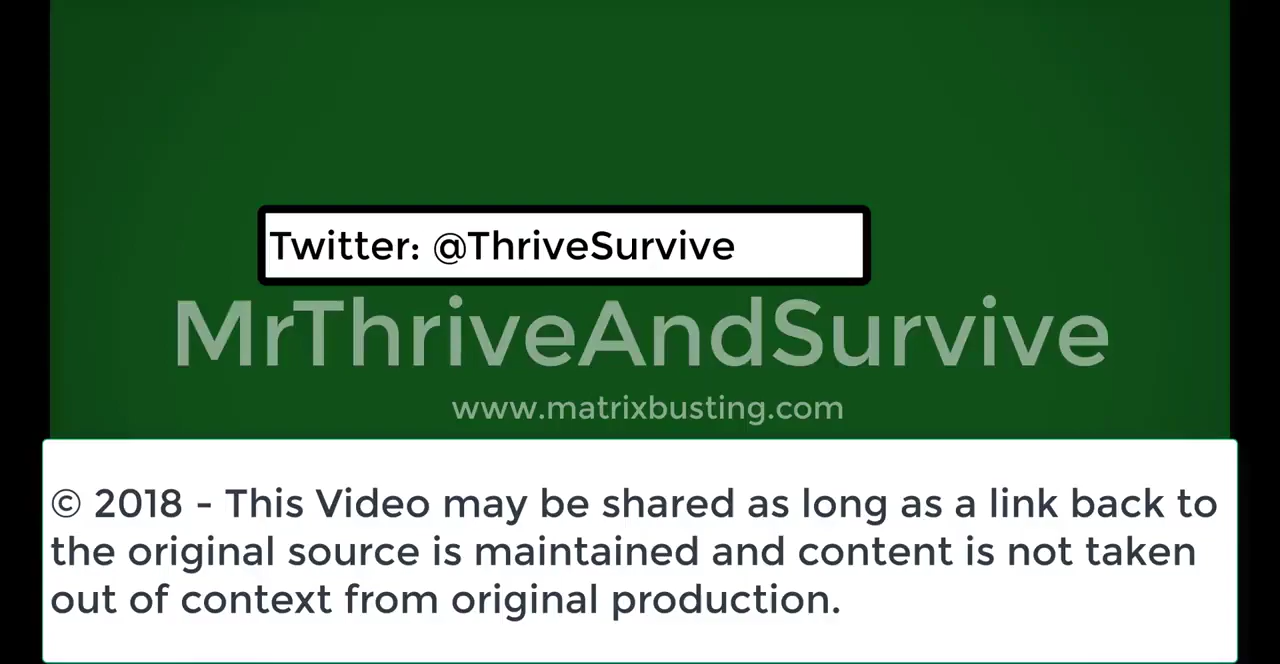 Twitter: @ThriveSurvive
MrThriveAndSurvive
www.matrixbusting.com
© 2018 - This Video may be shared as long as a link back to
the original source is maintained and content is not taken
out of context from original production.